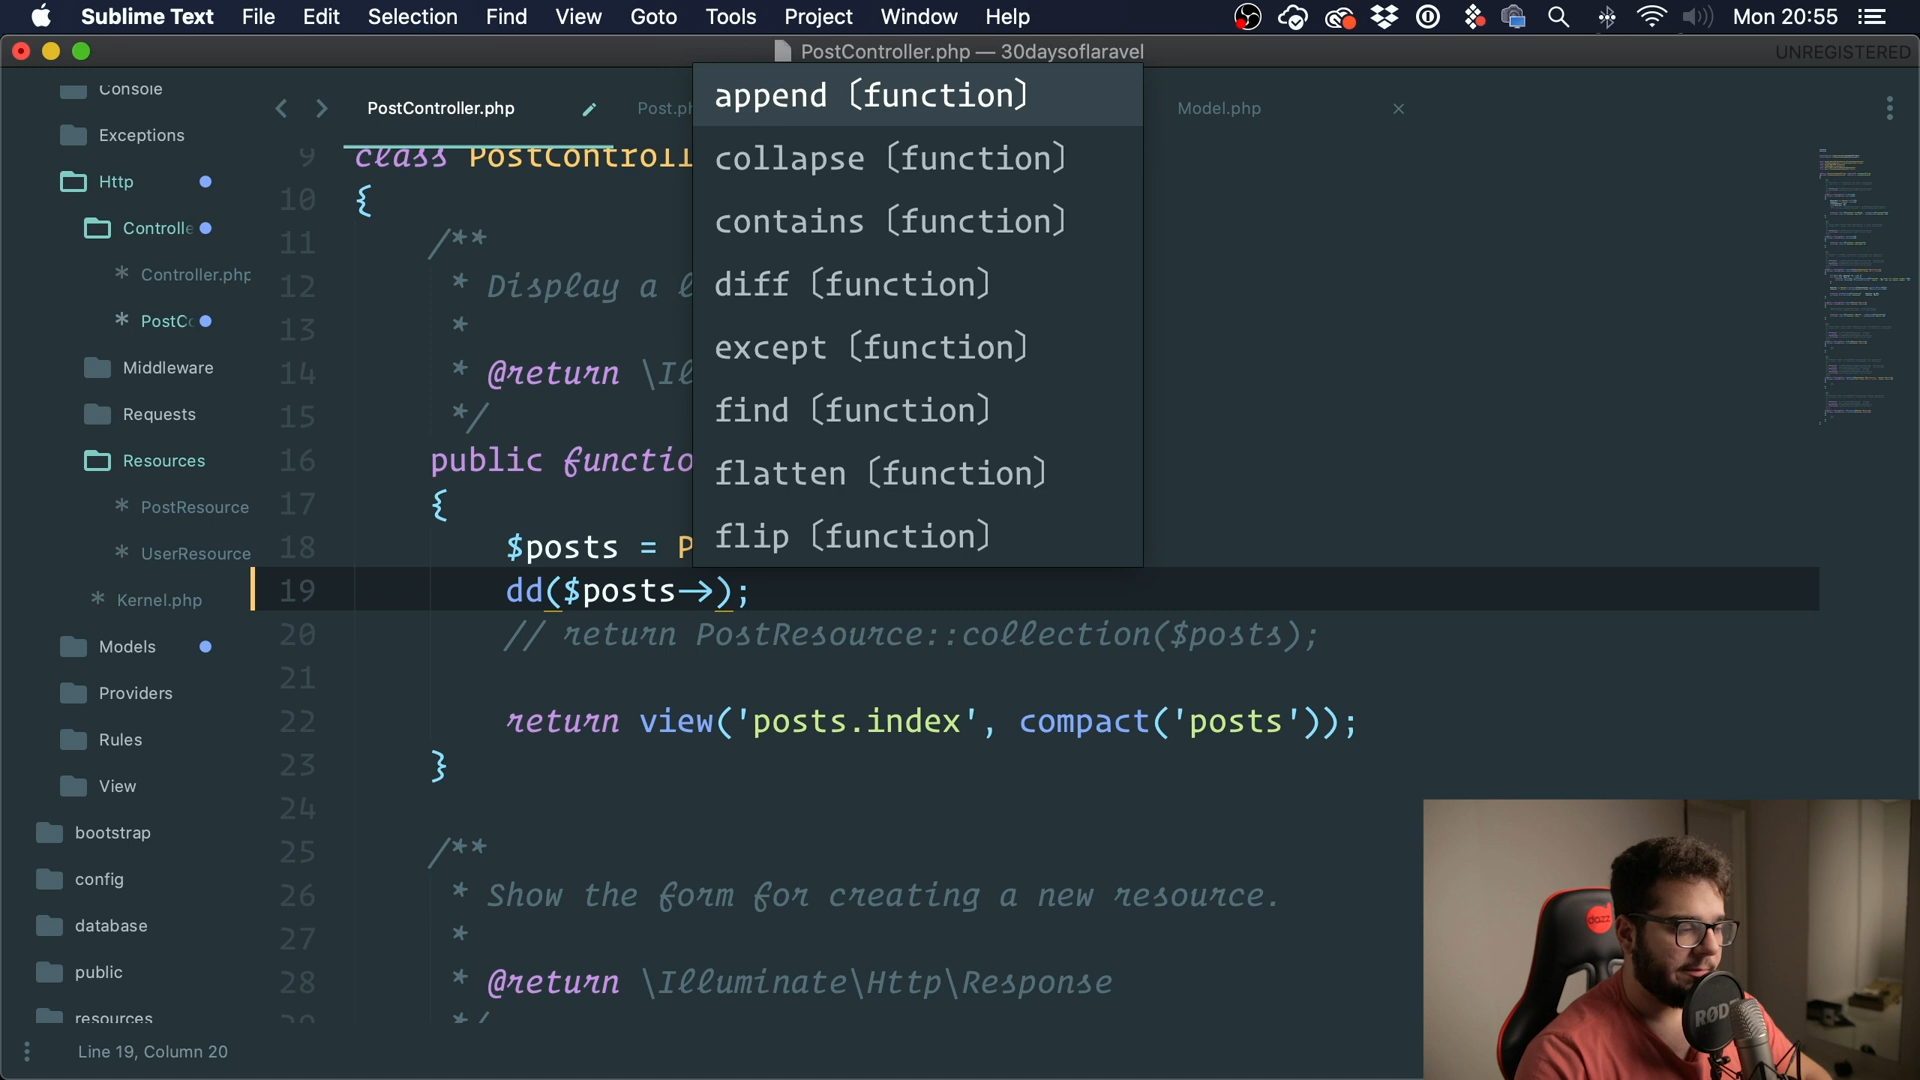 Sublime Text File Edit Selection Find View Goto Tools Project Window Help Mon 20:55
PostController.php — 30daysoflaravel UNREGISTERED
Console
Exceptions
Http
Controlle
Controller.php
PostC
Middleware
Requests
Resources
PostResource
UserResource
Kernel.php
Models
Providers
Rules
View
bootstrap
config
database
public
resources
PostController.php Post.ph Model.php
append (function)
collapse (function)
contains (function)
diff (function)
except (function)
find (function)
flatten (function)
flip (function)
9 class PostControll
10 {
11 /**
12 * Display a l
13 *
14 * @return \Il
15 */
16 public functio
17 {
18 $posts = P
19 dd($posts->);
20 // return PostResource::collection($posts);
21
22 return view('posts.index', compact('posts'));
23 }
24
25 /**
26 * Show the form for creating a new resource.
27 *
28 * @return \Illuminate\Http\Response
29 */
Line 19, Column 20
dazz
RØD